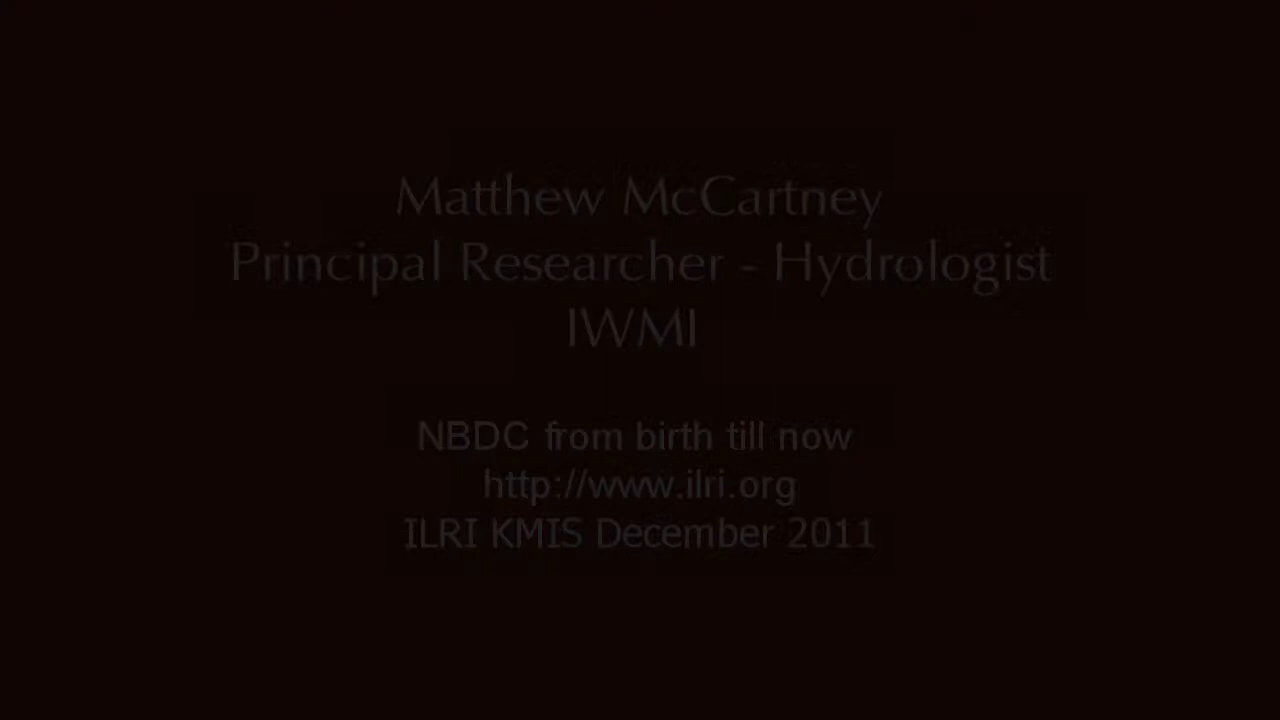 Matthew McCartney
Principal Researcher - Hydrologist
IWMI
NBDC from birth till now
http://www.ilri.org
ILRI KMIS December 2011